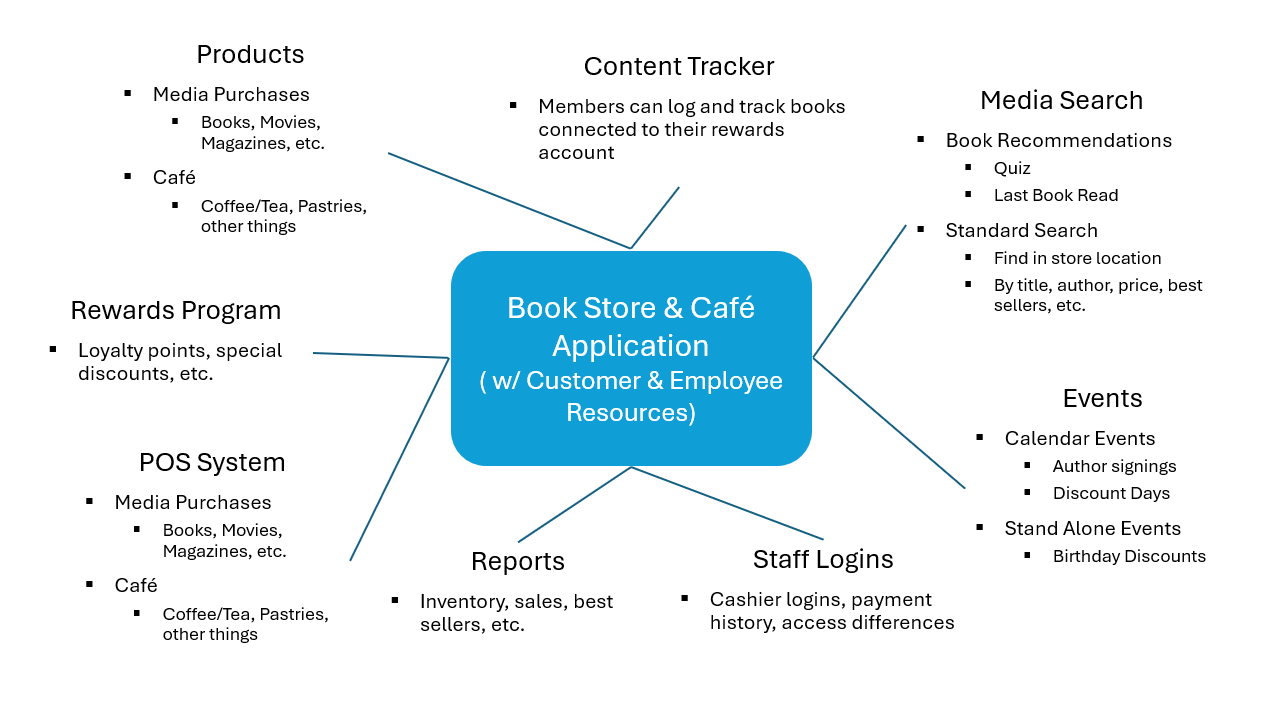 Products
Media Purchases
Books, Movies,
Magazines, etc.
Café
Coffee/Tea, Pastries,
other things
Content Tracker
Members can log and track books
connected to their rewards
account
Media Search
Book Recommendations
Quiz
Last Book Read
Standard Search
Find in store location
By title, author, price, best
sellers, etc.
Rewards Program
Loyalty points, special
discounts, etc.
Book Store & Café
Application
( w/ Customer & Employee
Resources)
Events
Calendar Events
Author signings
Discount Days
Stand Alone Events
Birthday Discounts
POS System
Media Purchases
Books, Movies,
Magazines, etc.
Café
Coffee/Tea, Pastries,
other things
Reports
Inventory, sales, best
sellers, etc.
Staff Logins
Cashier logins, payment
history, access differences